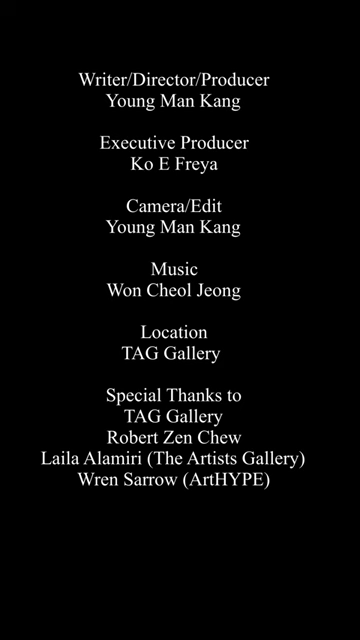 Writer/Director/Producer
Young Man Kang
Executive Producer
Ko E Freya
Camera/Edit
Young Man Kang
Music
Won Cheol Jeong
Location
TAG Gallery
Special Thanks to
TAG Gallery
Robert Zen Chew
Laila Alamiri (The Artists Gallery)
Wren Sarrow (ArtHYPE)